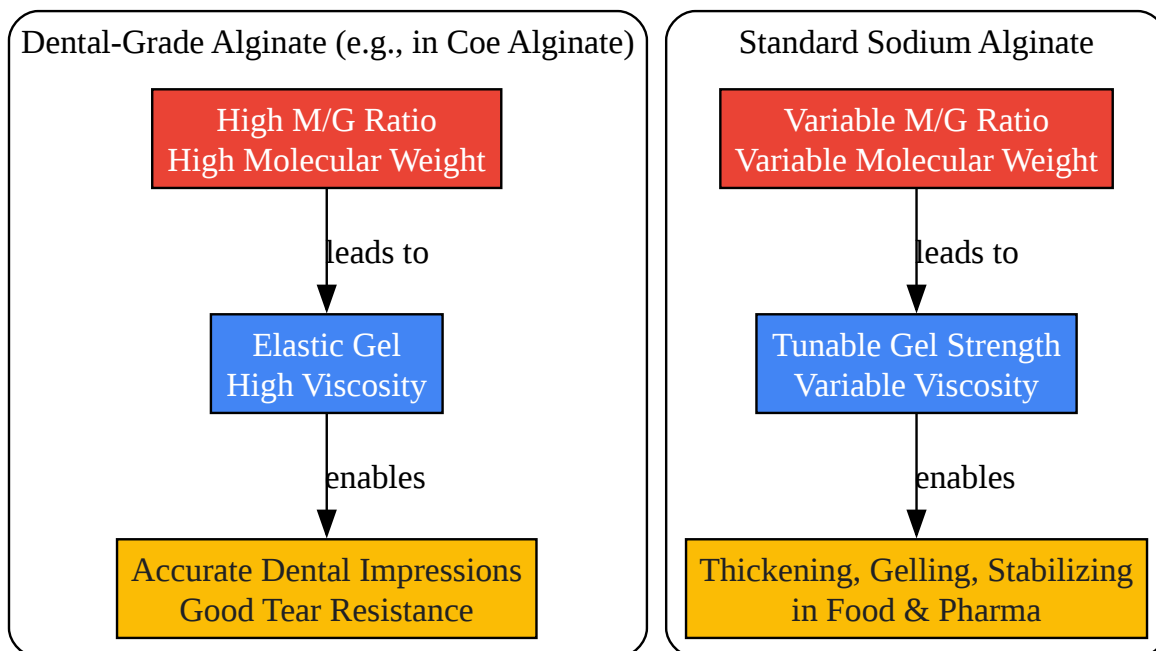 Dental-Grade Alginate (e.g., in Coe Alginate)
High M/G Ratio
High Molecular Weight
leads to
Elastic Gel
High Viscosity
enables
Accurate Dental Impressions
Good Tear Resistance
Standard Sodium Alginate
Variable M/G Ratio
Variable Molecular Weight
leads to
Tunable Gel Strength
Variable Viscosity
enables
Thickening, Gelling, Stabilizing
in Food & Pharma